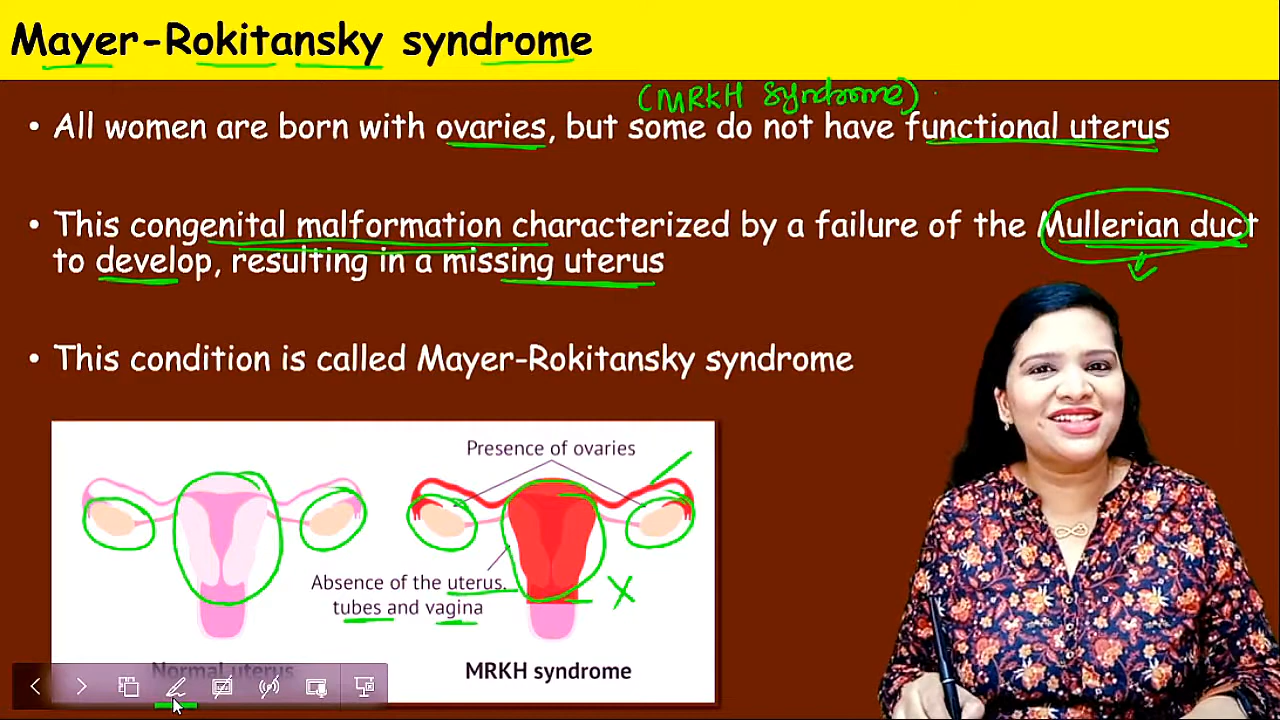 Mayer-Rokitansky syndrome
(MRKH Syndrome)
• All women are born with ovaries, but some do not have functional uterus
• This congenital malformation characterized by a failure of the Mullerian duct
to develop, resulting in a missing uterus
• This condition is called Mayer-Rokitansky syndrome
Presence of ovaries
Absence of the uterus,
tubes and vagina
Normal uterus
MRKH syndrome